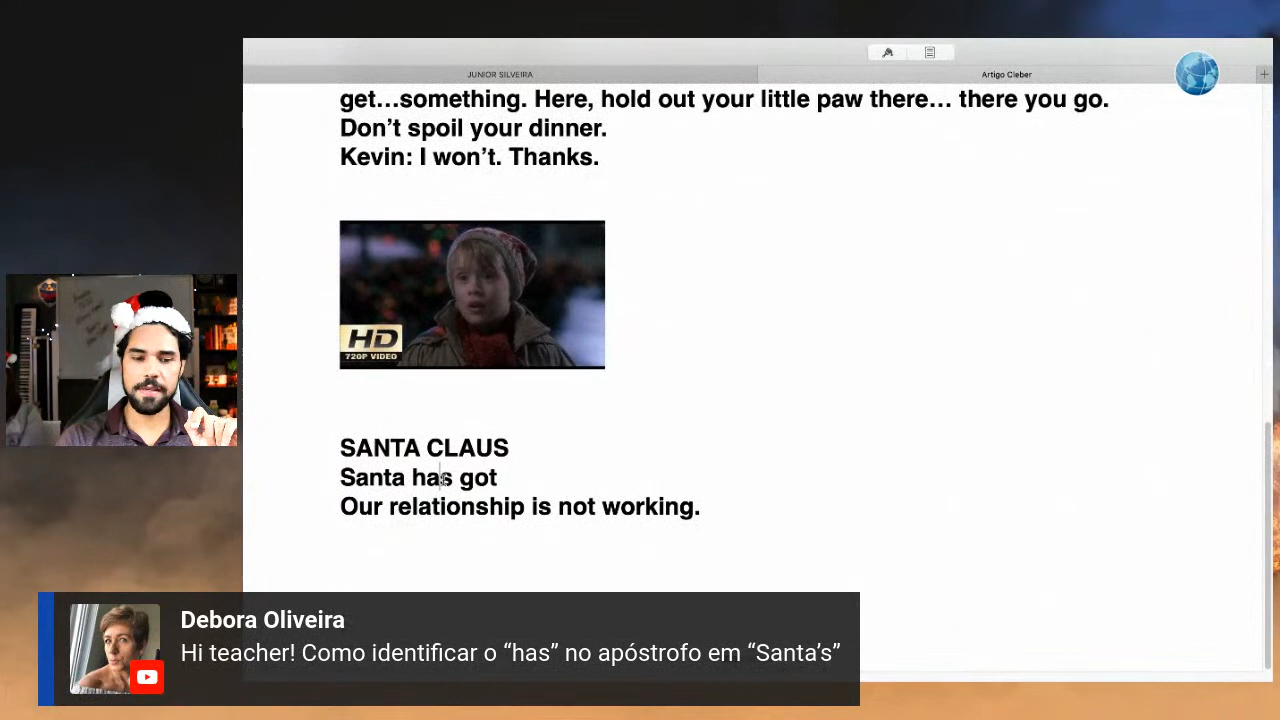 JUNIOR SILVEIRA
Artigo Cleber
get…something. Here, hold out your little paw there… there you go.
Don’t spoil your dinner.
Kevin: I won’t. Thanks.
HD
720P VIDEO
SANTA CLAUS
Santa has got
Our relationship is not working.
Debora Oliveira
Hi teacher! Como identificar o “has” no apóstrofo em “Santa’s”